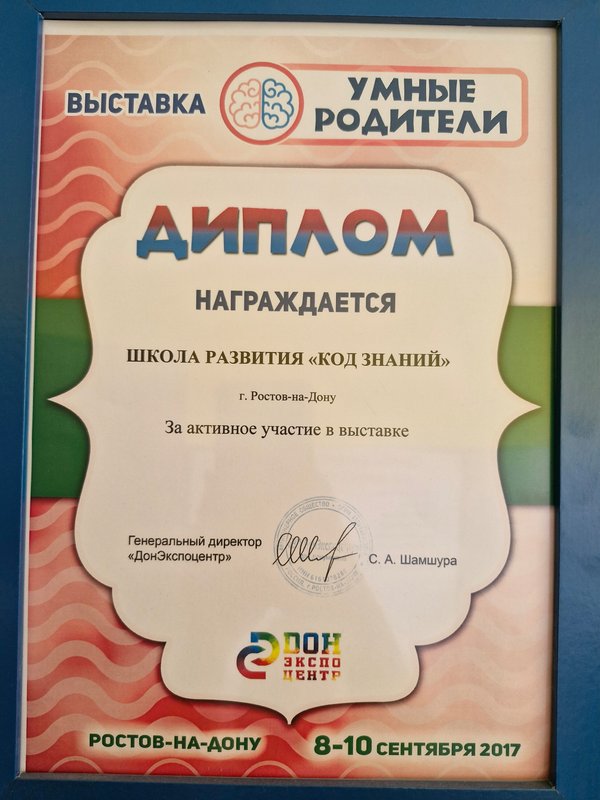 ВЫСТАВКА
УМНЫЕ
РОДИТЕЛИ
ДИПЛОМ
НАГРАЖДАЕТСЯ
ШКОЛА РАЗВИТИЯ «КОД ЗНАНИЙ»
г. Ростов-на-Дону
За активное участие в выставке
Генеральный директор
«ДонЭкспоцентр»
С. А. Шамшура
ДОН
ЭКСПО
ЦЕНТР
РОСТОВ-НА-ДОНУ
8-10 СЕНТЯБРЯ 2017